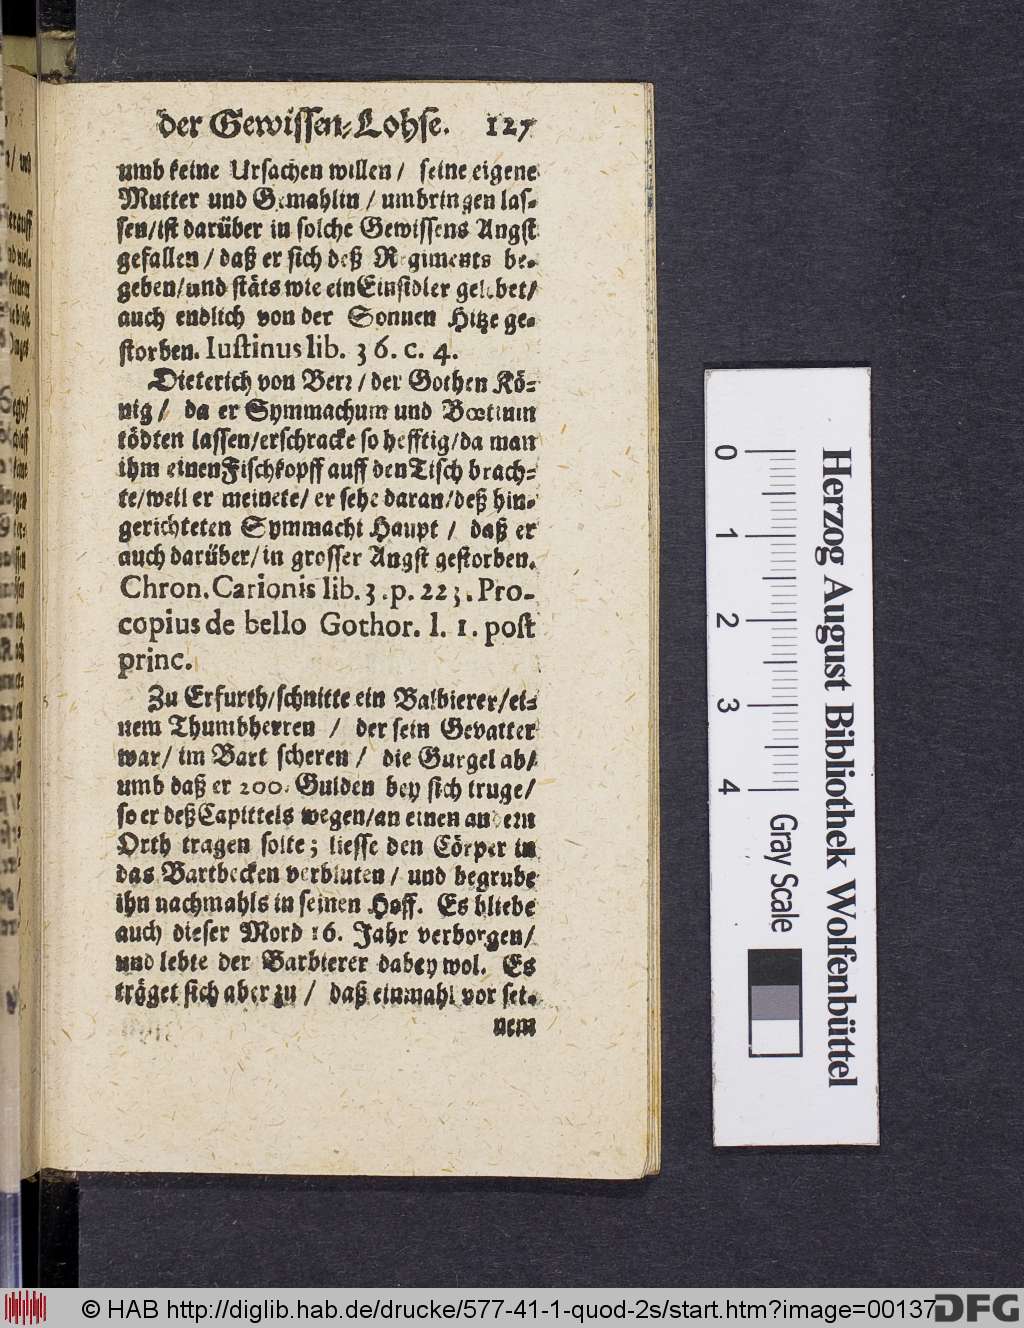 der Gewissen-Lohse. 127
umb keine Ursachen willen / seine eigene
Mutter und Gemahlin / umbringen las-
sen/ist darüber in solche Gewissens Angst
gefallen / daß er sich deß Regiments be-
geben/und stäts wie ein Einsidler gelebet/
auch endlich von der Sonnen Hitze ge-
storben. Iustinus lib. 36. c. 4.
Dieterich von Bern / der Gothen Kö-
nig / da er Symmachum und Bœtium
tödten lassen/erschracke so hefftig/da man
ihm einen Fischkopff auff den Tisch brach-
te/weil er meinete/ er sehe daran/deß hin-
gerichteten Symmachi Haupt / daß er
auch darüber/in grosser Angst gestorben.
Chron. Carionis lib. 3. p. 223. Pro-
copius de bello Gothor. l. 1. post
princ.
Zu Erfurth/schnitte ein Balbierer/ei-
nem Thumbherren / der sein Gevatter
war/ im Bart scheren / die Gurgel ab/
umb daß er 200. Gulden bey sich truge/
so er deß Capittels wegen/an einen andern
Orth tragen solte; liesse den Cörper in
das Bartbecken verbluten / und begrube
ihn nachmahls in seinen Hoff. Es bliebe
auch dieser Mord 16. Jahr verborgen/
und lebte der Barbierer dabey wol. Es
träget sich aber zu / daß einmahl vor sei-
nem
0 1 2 3 4
Gray Scale
Herzog August Bibliothek Wolfenbüttel
© HAB http://diglib.hab.de/drucke/577-41-1-quod-2s/start.htm?image=00137
DFG